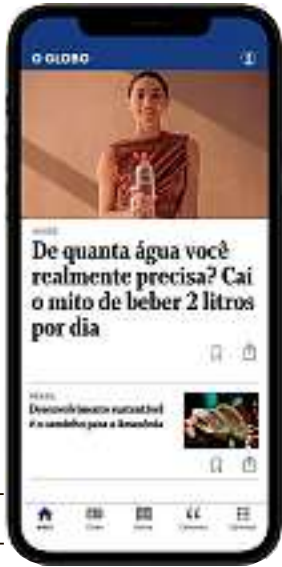 O GLOBO
De quanta água você
realmente precisa? Cai
o mito de beber 2 litros
por dia
BRASIL
Desenvolvimento sustentável
é o caminho para a Amazônia